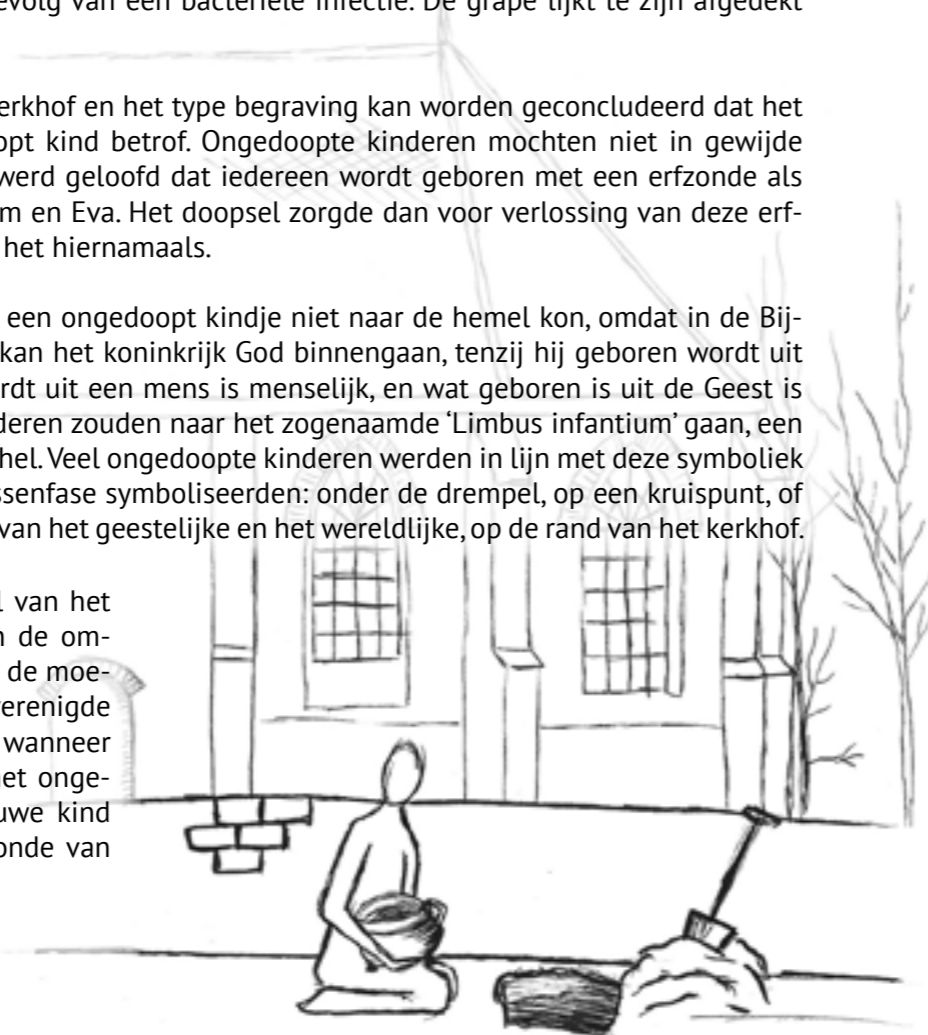 evolg van een bacteriële infectie. De grape lijkt te zijn afgedekt
erkhof en het type begraving kan worden geconcludeerd dat het
opt kind betrof. Ongedoopte kinderen mochten niet in gewijde
werd geloofd dat iedereen wordt geboren met een erfzonde als
m en Eva. Het doopsel zorgde dan voor verlossing van deze erf-
het hiernamaals.
een ongedoopt kindje niet naar de hemel kon, omdat in de Bij-
kan het koninkrijk God binnengaan, tenzij hij geboren wordt uit
rdt uit een mens is menselijk, en wat geboren is uit de Geest is
deren zouden naar het zogenaamde ‘Limbus infantium’ gaan, een
hel. Veel ongedoopte kinderen werden in lijn met deze symboliek
ssenfase symboliseerden: onder de drempel, op een kruispunt, of
van het geestelijke en het wereldlijke, op de rand van het kerkhof.
l van het
n de om-
de moe-
verenigde
wanneer
het onge-
uwe kind
onde van